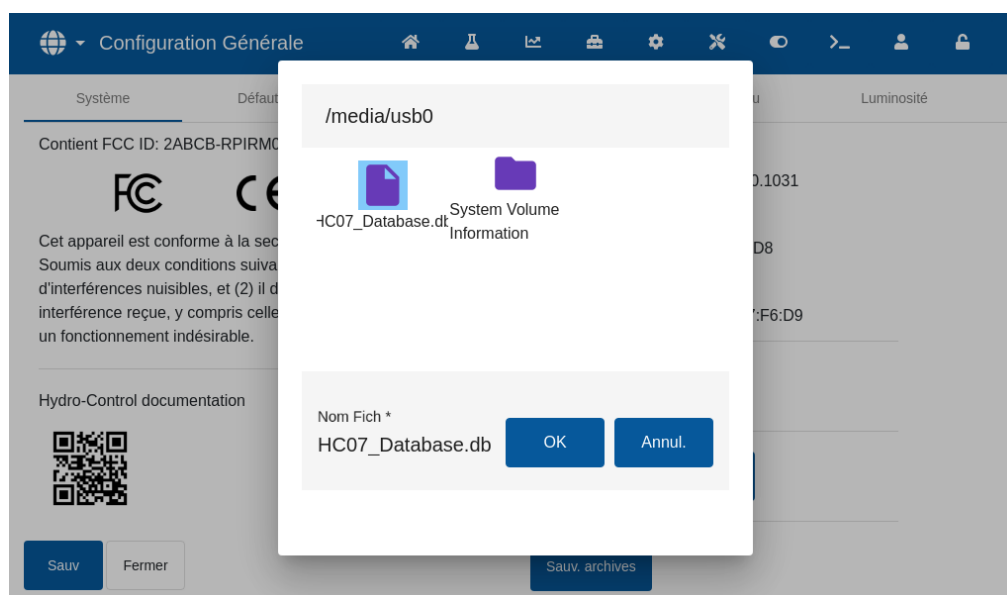 Configuration Générale
Système
Défaut
Luminosité
Contient FCC ID: 2ABCB-RPIRM0
FC CE
0.1031
Cet appareil est conforme à la sec
Soumis aux deux conditions suiva
d'interférences nuisibles, et (2) il d
interférence reçue, y compris celle
un fonctionnement indésirable.
D8
:F6:D9
Hydro-Control documentation
Sauv
Fermer
Sauv. archives
/media/usb0
HC07_Database.db
System Volume
Information
Nom Fich *
HC07_Database.db
OK
Annul.